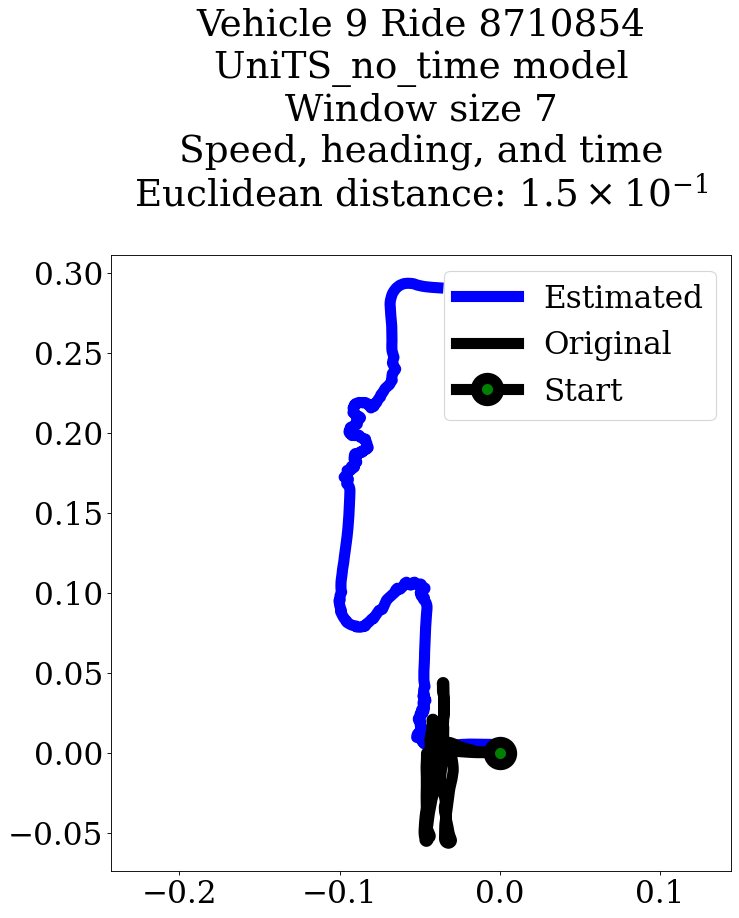 Vehicle 9 Ride 8710854
UniTS_no_time model
Window size 7
Speed, heading, and time
Euclidean distance: $1.5 \times 10^{-1}$
0.30
0.25
0.20
0.15
0.10
0.05
0.00
−0.05
−0.2
−0.1
0.0
0.1
Estimated
Original
Start